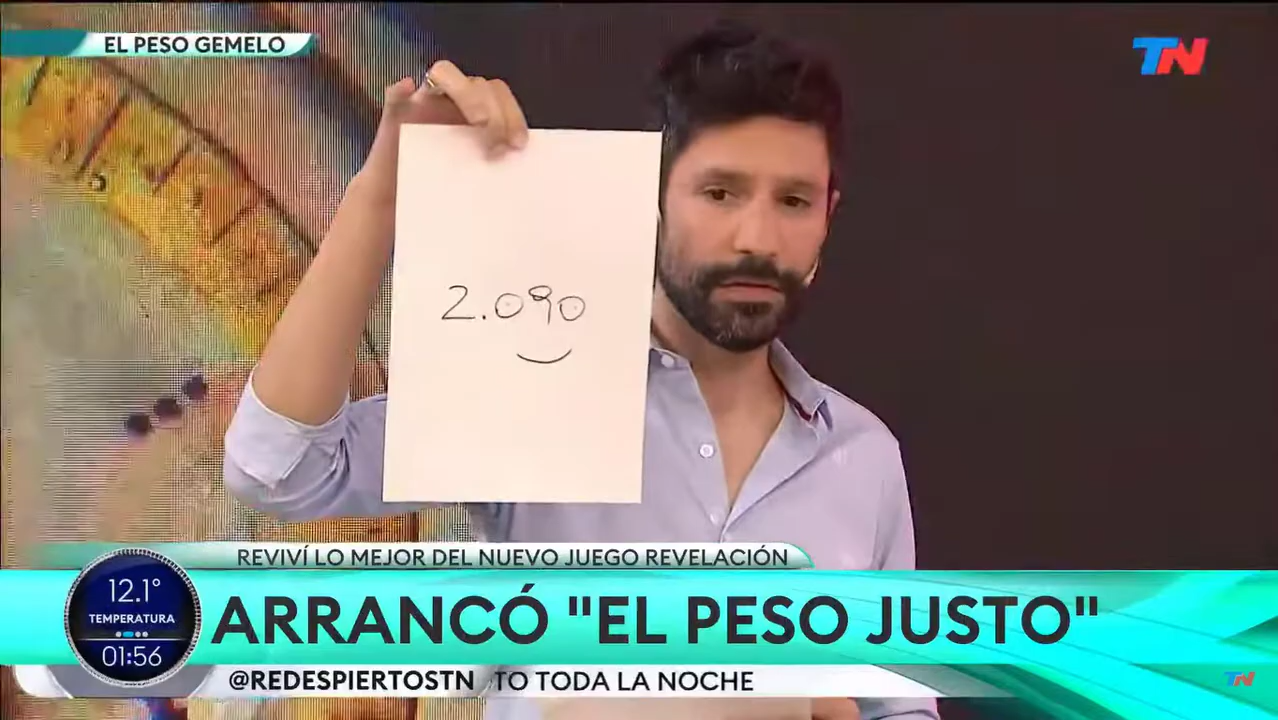 EL PESO GEMELO
TN
2.090
REVIVÍ LO MEJOR DEL NUEVO JUEGO REVELACIÓN
ARRANCÓ "EL PESO JUSTO"
12.1°
TEMPERATURA
01:56
@REDESPIERTOSTN TO TODA LA NOCHE
TN